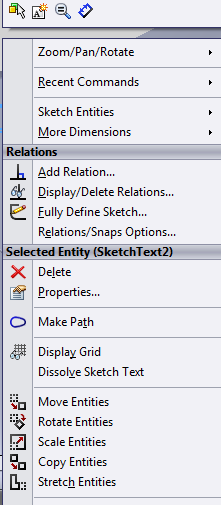 Zoom/Pan/Rotate
Recent Commands
Sketch Entities
More Dimensions
Relations
Add Relation...
Display/Delete Relations...
Fully Define Sketch...
Relations/Snaps Options...
Selected Entity (SketchText2)
Delete
Properties...
Make Path
Display Grid
Dissolve Sketch Text
Move Entities
Rotate Entities
Scale Entities
Copy Entities
Stretch Entities